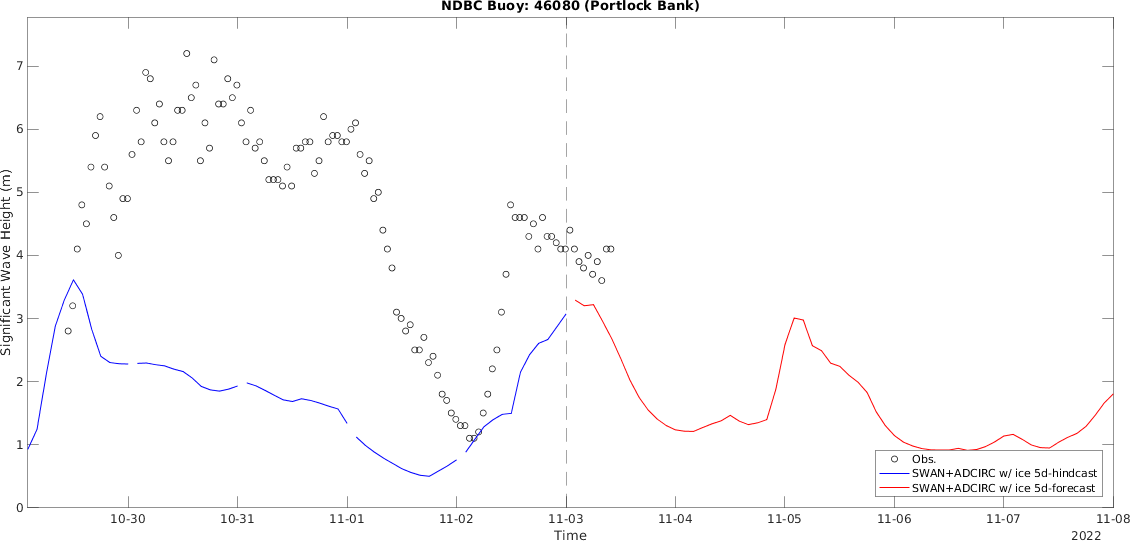 NDBC Buoy: 46080 (Portlock Bank)
Significant Wave Height (m)
7
6
5
4
3
2
1
0
Obs.
SWAN+ADCIRC w/ ice 5d-hindcast
SWAN+ADCIRC w/ ice 5d-forecast
10-30 10-31 11-01 11-02 11-03 11-04 11-05 11-06 11-07 11-08
Time
2022